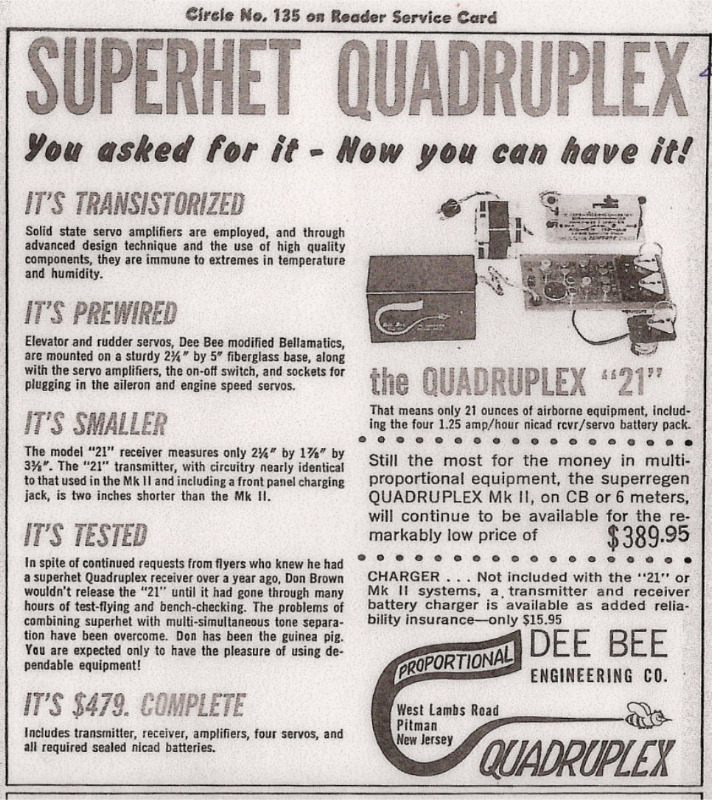 Circle No. 135 on Reader Service Card
SUPERHET QUADRUPLEX
You asked for it - Now you can have it!
IT'S TRANSISTORIZED
Solid state servo amplifiers are employed, and through
advanced design technique and the use of high quality
components, they are immune to extremes in temperature
and humidity.
IT'S PREWIRED
Elevator and rudder servos, Dee Bee modified Bellamatics,
are mounted on a sturdy 2¼" by 5" fiberglass base, along
with the servo amplifiers, the on-off switch, and sockets for
plugging in the aileron and engine speed servos.
IT'S SMALLER
The model "21" receiver measures only 2¼" by 1⅞" by
3⅜". The "21" transmitter, with circuitry nearly identical
to that used in the Mk II and including a front panel charging
jack, is two inches shorter than the Mk II.
IT'S TESTED
In spite of continued requests from flyers who knew he had
a superhet Quadruplex receiver over a year ago, Don Brown
wouldn't release the "21" until it had gone through many
hours of test-flying and bench-checking. The problems of
combining superhet with multi-simultaneous tone separa-
tion have been overcome. Don has been the guinea pig.
You are expected only to have the pleasure of using de-
pendable equipment!
IT'S $479. COMPLETE
Includes transmitter, receiver, amplifiers, four servos, and
all required sealed nicad batteries.
the QUADRUPLEX "21"
That means only 21 ounces of airborne equipment, includ-
ing the four 1.25 amp/hour nicad rcvr/servo battery pack.
Still the most for the money in multi-
proportional equipment, the superregen
QUADRUPLEX Mk II, on CB or 6 meters,
will continue to be available for the re-
markably low price of $389.95
CHARGER . . . Not included with the "21" or
Mk II systems, a transmitter and receiver
battery charger is available as added relia-
bility insurance—only $15.95
PROPORTIONAL
DEE BEE
ENGINEERING CO.
West Lambs Road
Pitman
New Jersey
QUADRUPLEX